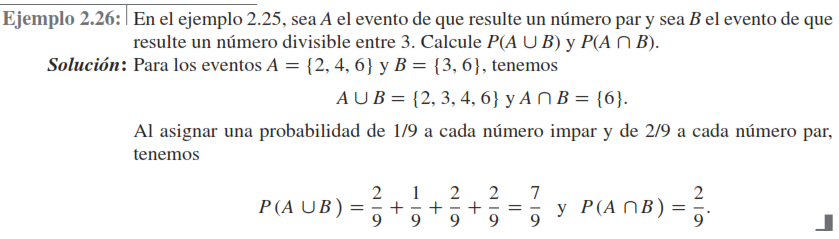 Ejemplo 2.26: En el ejemplo 2.25, sea A el evento de que resulte un número par y sea B el evento de que
resulte un número divisible entre 3. Calcule P(A ∪ B) y P(A ∩ B).
Solución: Para los eventos A = {2, 4, 6} y B = {3, 6}, tenemos
A ∪ B = {2, 3, 4, 6} y A ∩ B = {6}.
Al asignar una probabilidad de 1/9 a cada número impar y de 2/9 a cada número par,
tenemos
P(A ∪ B) = 2/9 + 1/9 + 2/9 + 2/9 = 7/9 y P(A ∩ B) = 2/9.